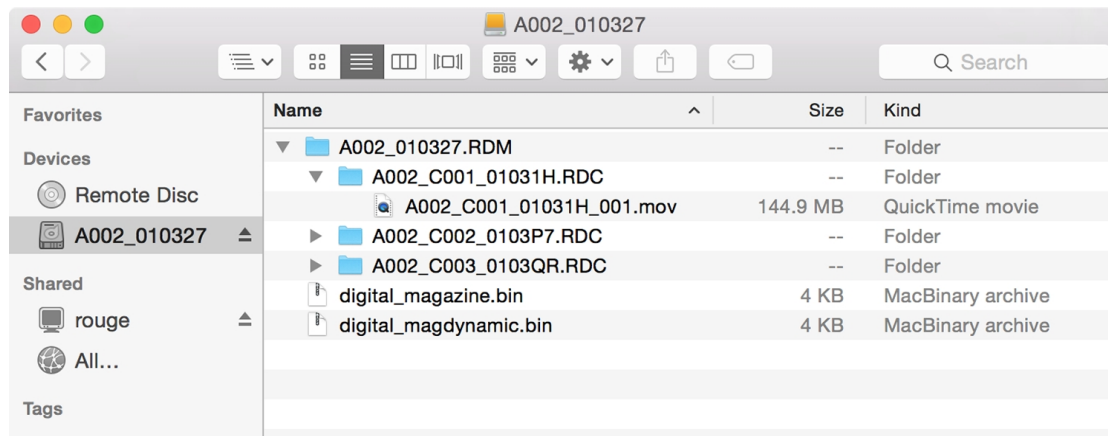 A002_010327
Search
Favorites
Devices
Remote Disc
A002_010327
Shared
rouge
All...
Tags
Name Size Kind
A002_010327.RDM -- Folder
A002_C001_01031H.RDC -- Folder
A002_C001_01031H_001.mov 144.9 MB QuickTime movie
A002_C002_0103P7.RDC -- Folder
A002_C003_0103QR.RDC -- Folder
digital_magazine.bin 4 KB MacBinary archive
digital_magdynamic.bin 4 KB MacBinary archive